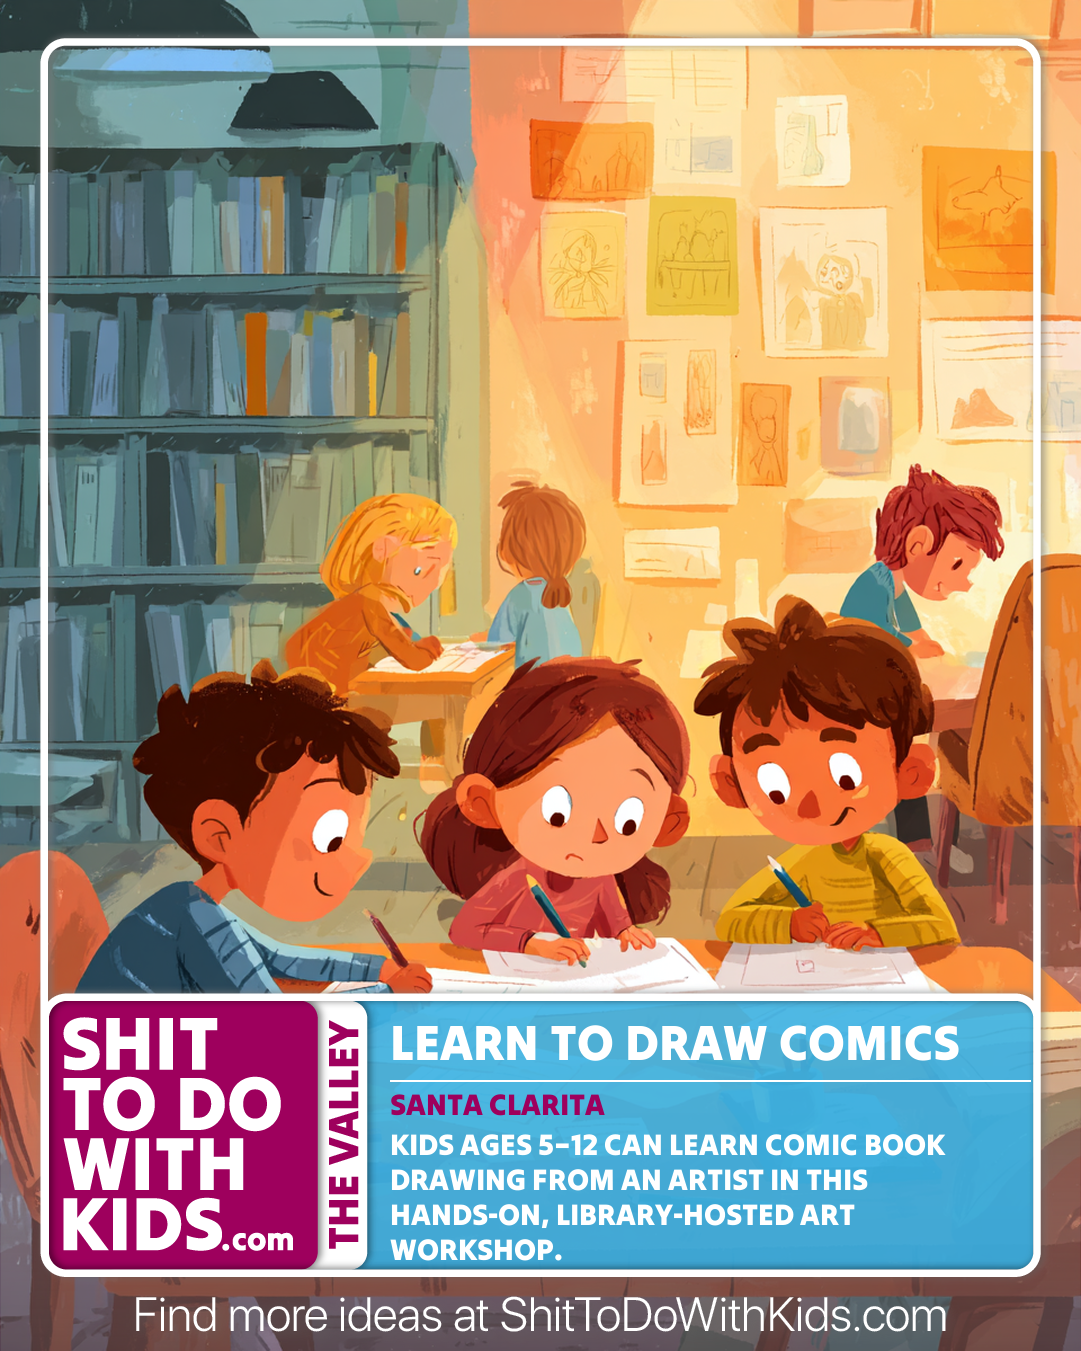 SHIT
TO DO
WITH
KIDS.com
THE VALLEY
LEARN TO DRAW COMICS
SANTA CLARITA
KIDS AGES 5–12 CAN LEARN COMIC BOOK
DRAWING FROM AN ARTIST IN THIS
HANDS-ON, LIBRARY-HOSTED ART
WORKSHOP.
Find more ideas at ShitToDoWithKids.com